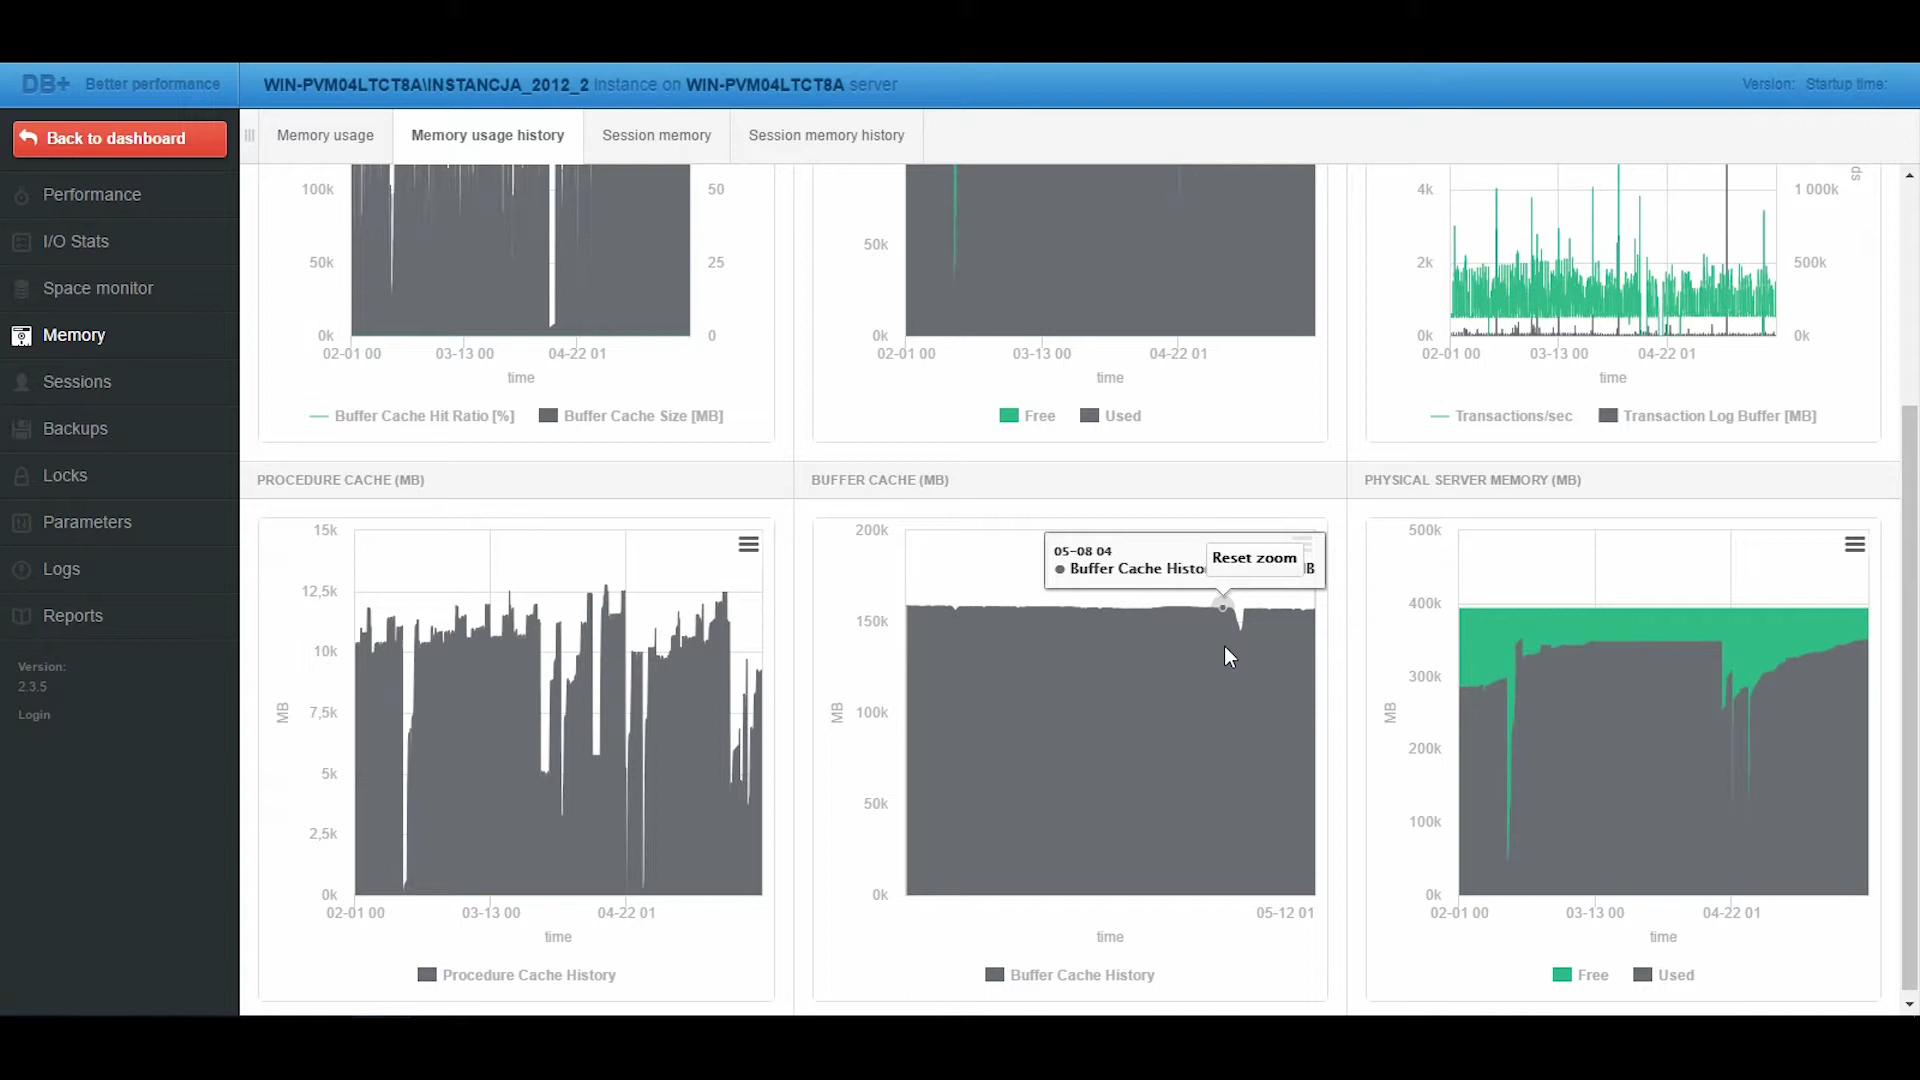 DB+ Better performance
WIN-PVM04LTCT8A\INSTANCJA_2012_2 instance on WIN-PVM04LTCT8A server
Version: Startup time:
Back to dashboard
Performance
I/O Stats
Space monitor
Memory
Sessions
Backups
Locks
Parameters
Logs
Reports
Version:
2.3.5
Login
Memory usage Memory usage history Session memory Session memory history
100k
50k
0k
50
25
0
02-01 00 03-13 00 04-22 01
time
Buffer Cache Hit Ratio [%] Buffer Cache Size [MB]
50k
0k
02-01 00 03-13 00 04-22 01
time
Free Used
4k
2k
0k
1 000k
500k
0k
02-01 00 03-13 00 04-22 01
time
Transactions/sec Transaction Log Buffer [MB]
PROCEDURE CACHE (MB)
15k
12,5k
10k
7,5k
5k
2,5k
0k
MB
02-01 00 03-13 00 04-22 01
time
Procedure Cache History
BUFFER CACHE (MB)
200k
150k
100k
50k
0k
MB
05-08 04
Buffer Cache Histo
Reset zoom
B
05-12 01
time
Buffer Cache History
PHYSICAL SERVER MEMORY (MB)
500k
400k
300k
200k
100k
0k
MB
02-01 00 03-13 00 04-22 01
time
Free Used